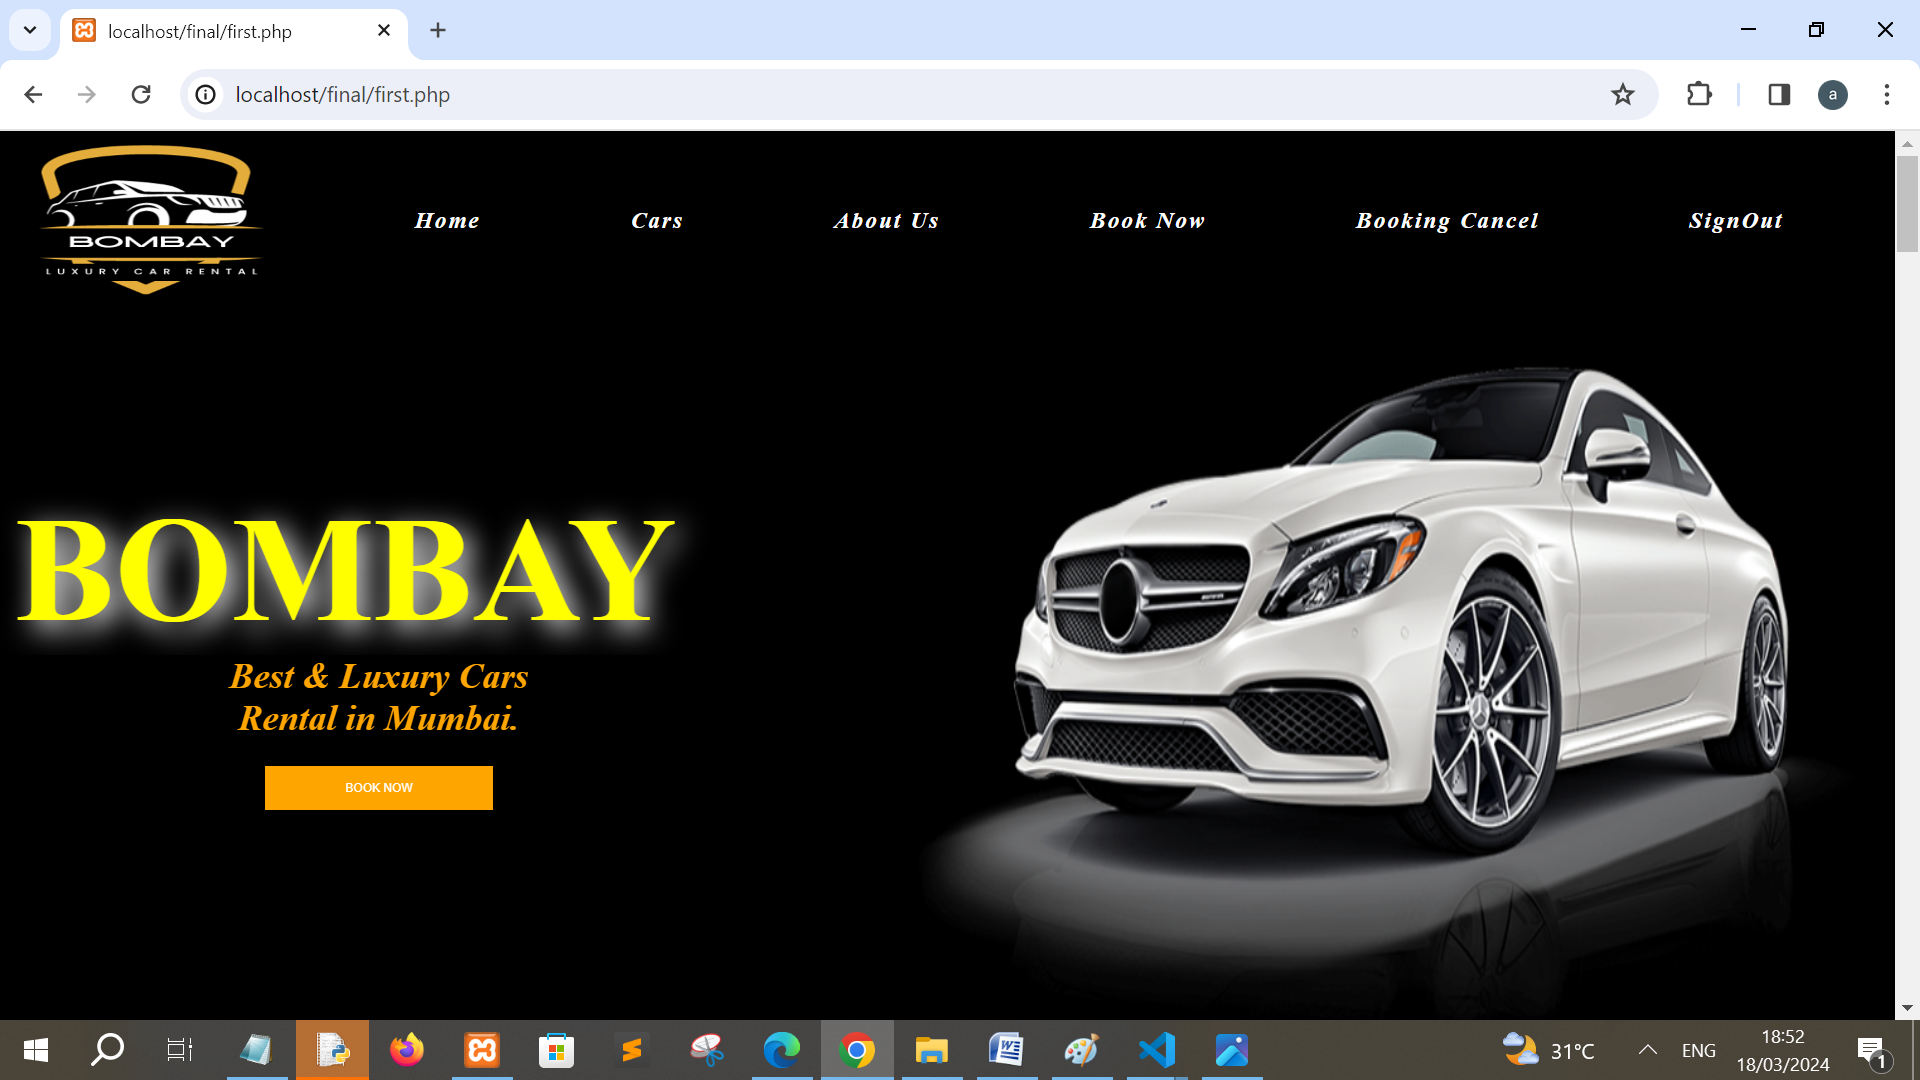 localhost/final/first.php
localhost/final/first.php
a
BOMBAY
LUXURY CAR RENTAL
Home
Cars
About Us
Book Now
Booking Cancel
SignOut
BOMBAY
Best & Luxury Cars
Rental in Mumbai.
BOOK NOW
31°C
ENG
18:52
18/03/2024
1